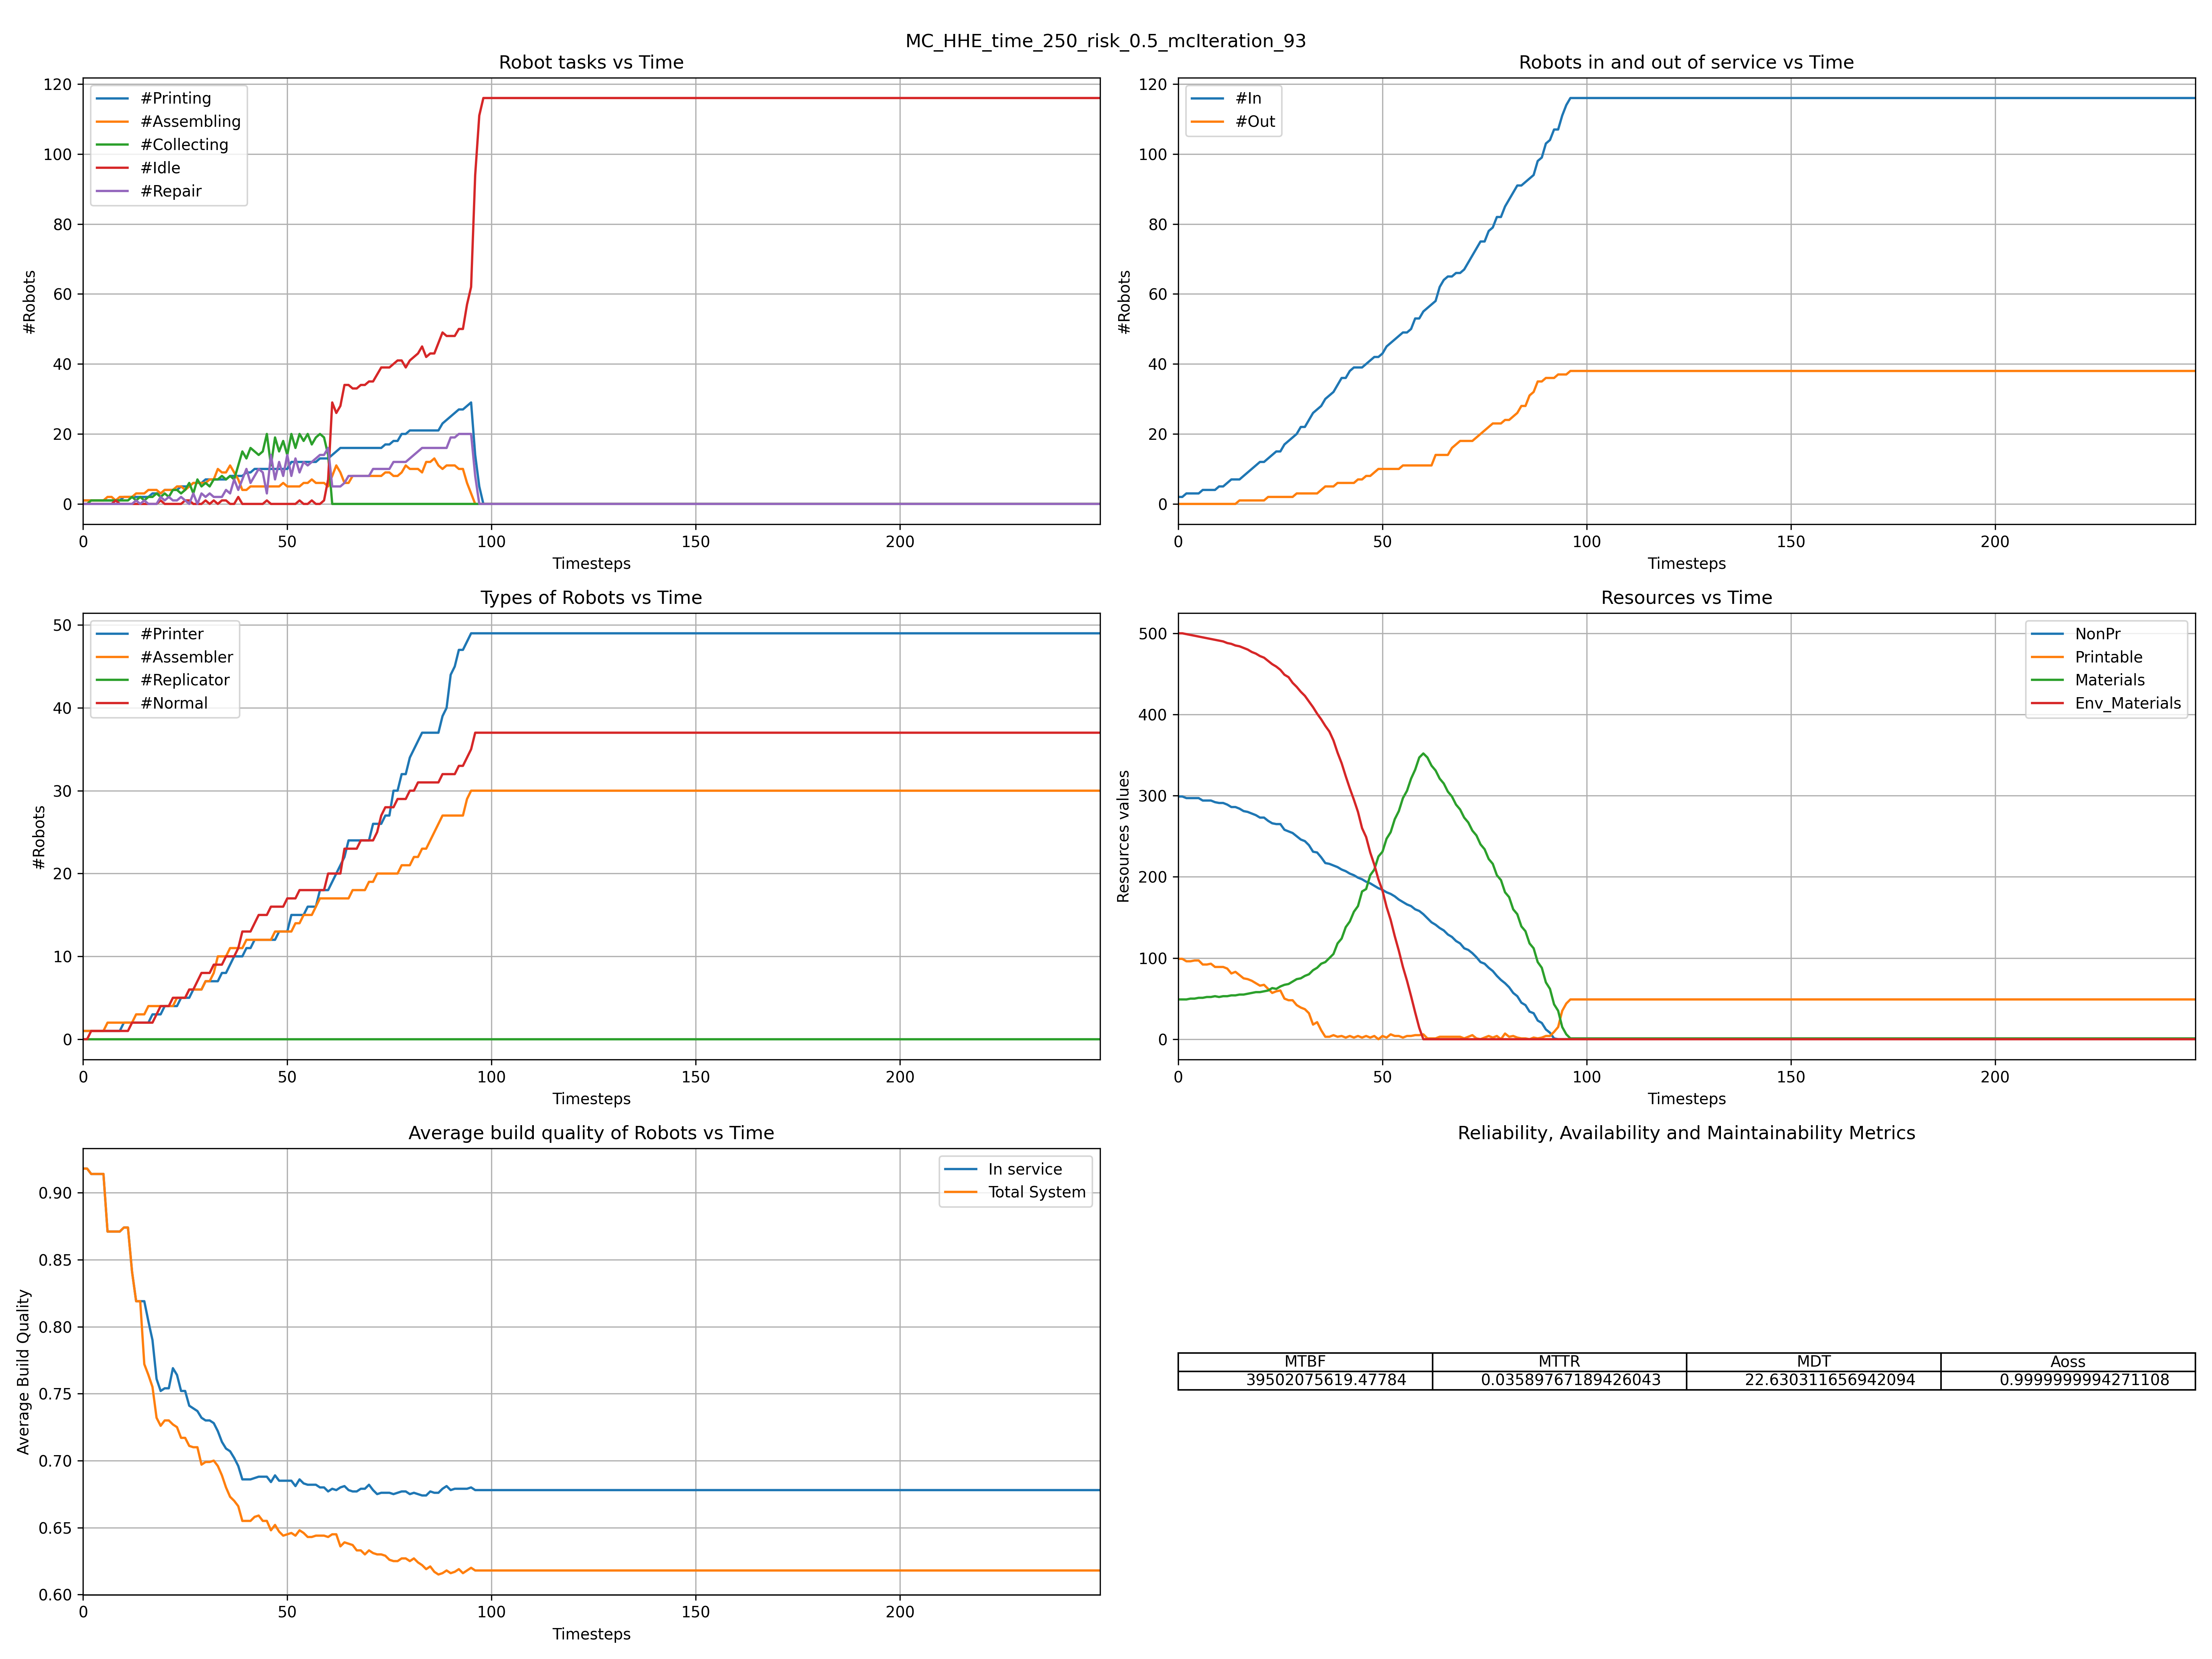 MC_HHE_time_250_risk_0.5_mcIteration_93
Robot tasks vs Time
#Robots
120
100
80
60
40
20
0
#Printing
#Assembling
#Collecting
#Idle
#Repair
0 50 100 150 200
Timesteps
Robots in and out of service vs Time
#Robots
120
100
80
60
40
20
0
#In
#Out
0 50 100 150 200
Timesteps
Types of Robots vs Time
#Robots
50
40
30
20
10
0
#Printer
#Assembler
#Replicator
#Normal
0 50 100 150 200
Timesteps
Resources vs Time
Resources values
500
400
300
200
100
0
NonPr
Printable
Materials
Env_Materials
0 50 100 150 200
Timesteps
Average build quality of Robots vs Time
Average Build Quality
0.90
0.85
0.80
0.75
0.70
0.65
0.60
In service
Total System
0 50 100 150 200
Timesteps
Reliability, Availability and Maintainability Metrics
MTBF MTTR MDT Aoss
39502075619.47784 0.03589767189426043 22.630311656942094 0.9999999994271108